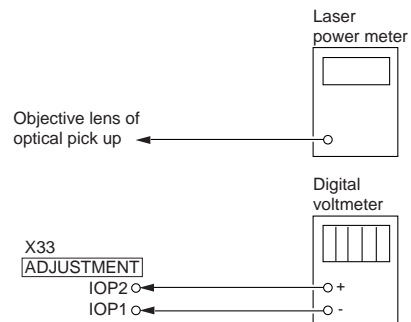 Laser
power meter
Objective lens of
optical pick up
Digital
voltmeter
X33
ADJUSTMENT
IOP2
+
IOP1
-